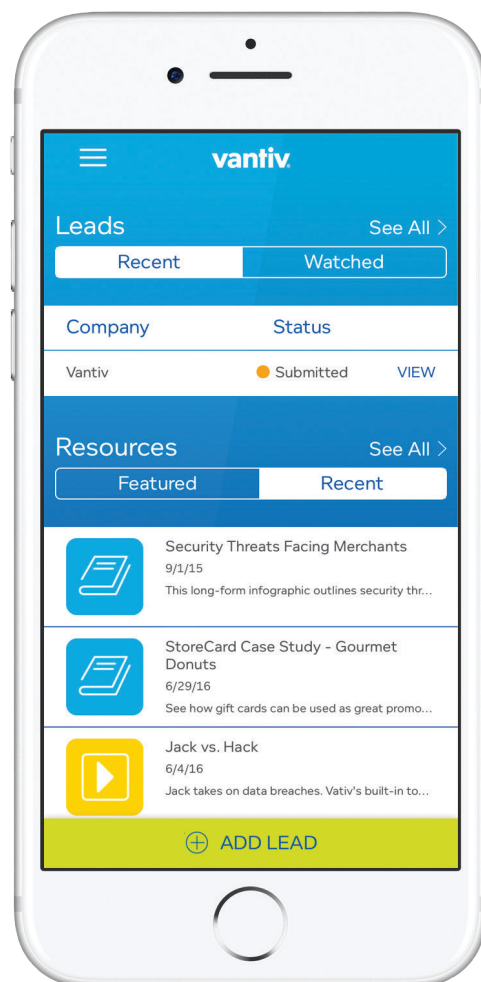 vantiv
Leads
See All >
Recent
Watched
Company
Status
Vantiv
Submitted
VIEW
Resources
See All >
Featured
Recent
Security Threats Facing Merchants
9/1/15
This long-form infographic outlines security thr...
StoreCard Case Study - Gourmet
Donuts
6/29/16
See how gift cards can be used as great promo...
Jack vs. Hack
6/4/16
Jack takes on data breaches. Vativ's built-in to...
ADD LEAD